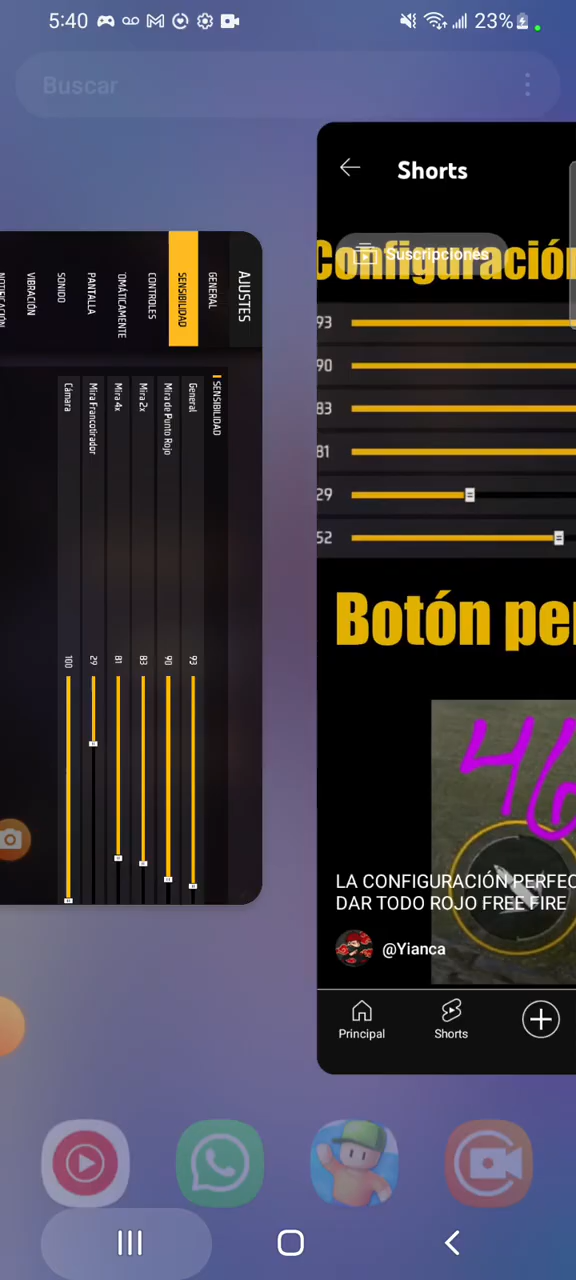 5:40
23%
Buscar
AJUSTES
GENERAL
SENSIBILIDAD
CONTROLES
PANTALLA
SONIDO
VIBRACIÓN
SENSIBILIDAD
General 93
Mira de Punto Rojo 90
Mira 2x 83
Mira 4x 81
Mira Francotirador 29
Cámara 100
Shorts
Suscripciones
Configuración
93
90
83
81
29
52
Botón pe
46
LA CONFIGURACIÓN PERFEC
DAR TODO ROJO FREE FIRE
@Yianca
Principal
Shorts